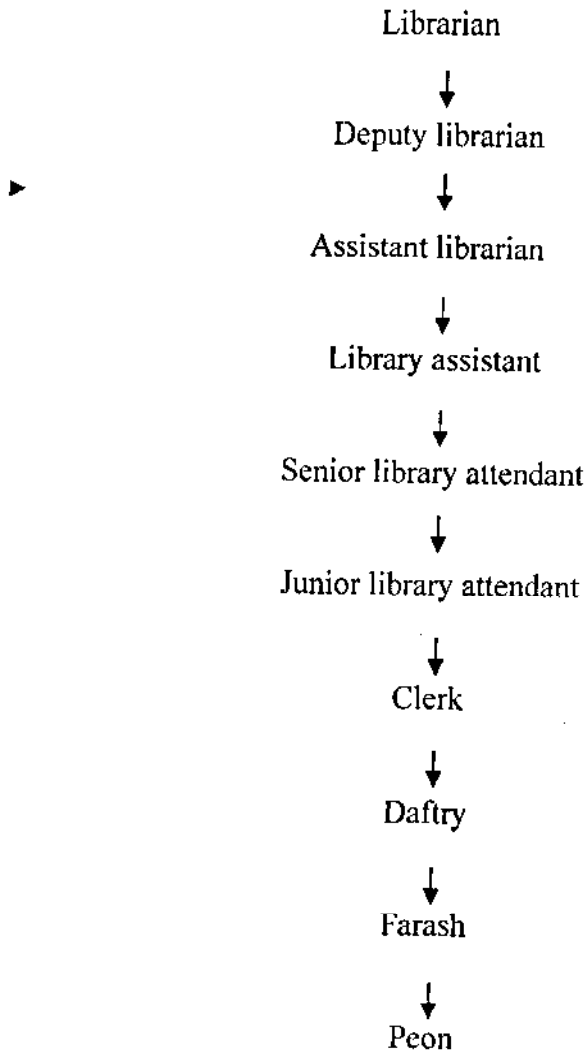 Librarian
Deputy librarian
Assistant librarian
Library assistant
Senior library attendant
Junior library attendant
Clerk
Daftry
Farash
Peon